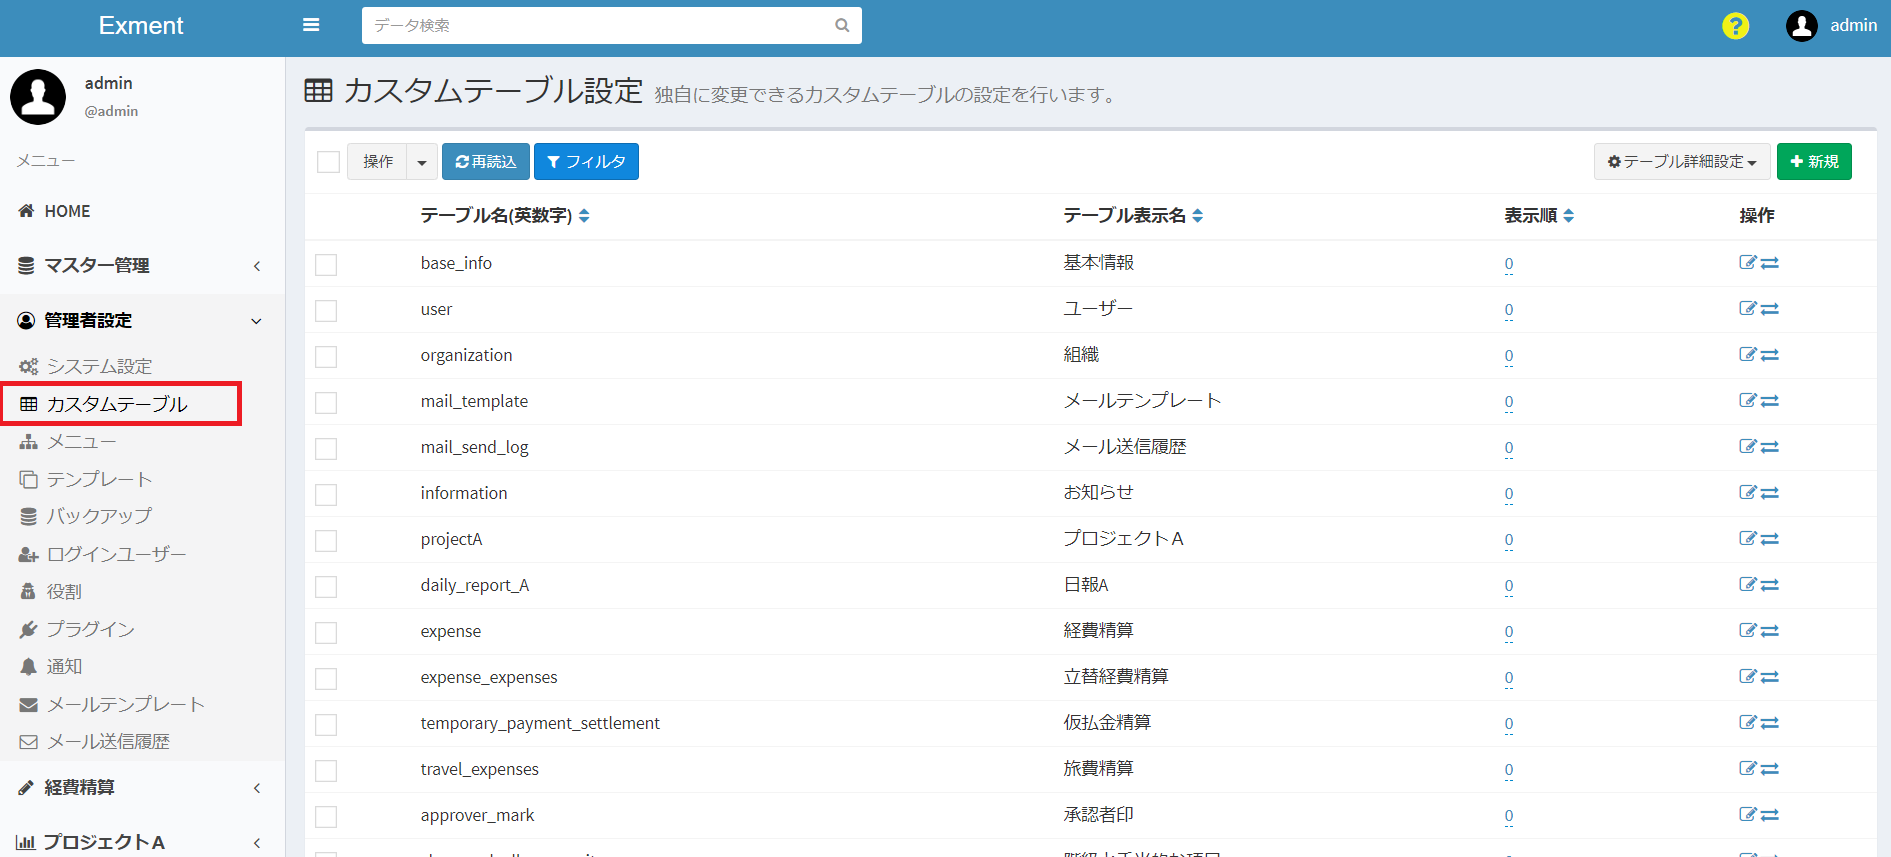 Exment
データ検索
?
admin
admin
@admin
メニュー
HOME
マスター管理
管理者設定
システム設定
カスタムテーブル
メニュー
テンプレート
バックアップ
ログインユーザー
役割
プラグイン
通知
メールテンプレート
メール送信履歴
経費精算
プロジェクトA
カスタムテーブル設定 独自に変更できるカスタムテーブルの設定を行います。
操作 再読込 フィルタ テーブル詳細設定 新規
テーブル名(英数字) テーブル表示名 表示順 操作
base_info 基本情報 0
user ユーザー 0
organization 組織 0
mail_template メールテンプレート 0
mail_send_log メール送信履歴 0
information お知らせ 0
projectA プロジェクトA 0
daily_report_A 日報A 0
expense 経費精算 0
expense_expenses 立替経費精算 0
temporary_payment_settlement 仮払金精算 0
travel_expenses 旅費精算 0
approver_mark 承認者印 0